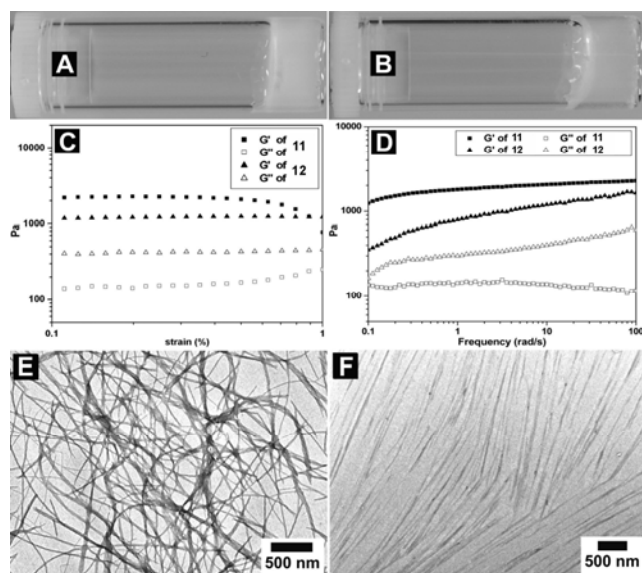 A
B
C
G' of 11
G" of 11
G' of 12
G" of 12
10000
1000
100
Pa
0.1
1
strain (%)
D
G' of 11
G" of 11
G' of 12
G" of 12
10000
1000
100
Pa
0.1
1
10
100
Frequency (rad/s)
E
500 nm
F
500 nm